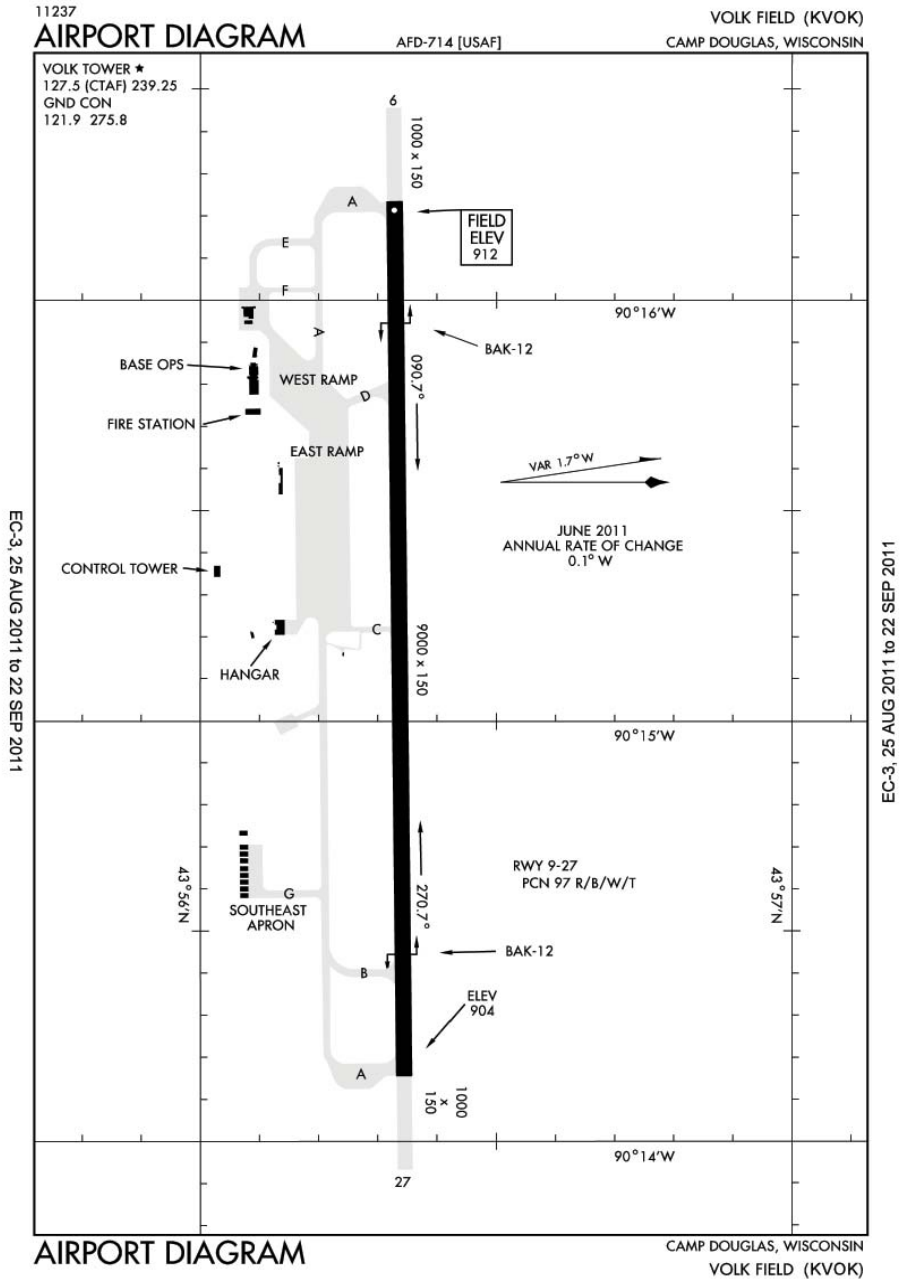 11237
AIRPORT DIAGRAM
AFD-714 [USAF]
VOLK FIELD (KVOK)
CAMP DOUGLAS, WISCONSIN
VOLK TOWER ★
127.5 (CTAF) 239.25
GND CON
121.9 275.8
6
1000 x 150
A
FIELD
ELEV
912
E
F
90°16'W
A
BAK-12
BASE OPS
WEST RAMP
090.7°
D
FIRE STATION
EAST RAMP
VAR 1.7° W
JUNE 2011
ANNUAL RATE OF CHANGE
0.1° W
CONTROL TOWER
C
9000 x 150
HANGAR
90°15'W
RWY 9-27
PCN 97 R/B/W/T
43°56'N
43°57'N
G
270.7°
SOUTHEAST
APRON
BAK-12
B
ELEV
904
A
1000
x
150
90°14'W
27
EC-3, 25 AUG 2011 to 22 SEP 2011
EC-3, 25 AUG 2011 to 22 SEP 2011
AIRPORT DIAGRAM
CAMP DOUGLAS, WISCONSIN
VOLK FIELD (KVOK)